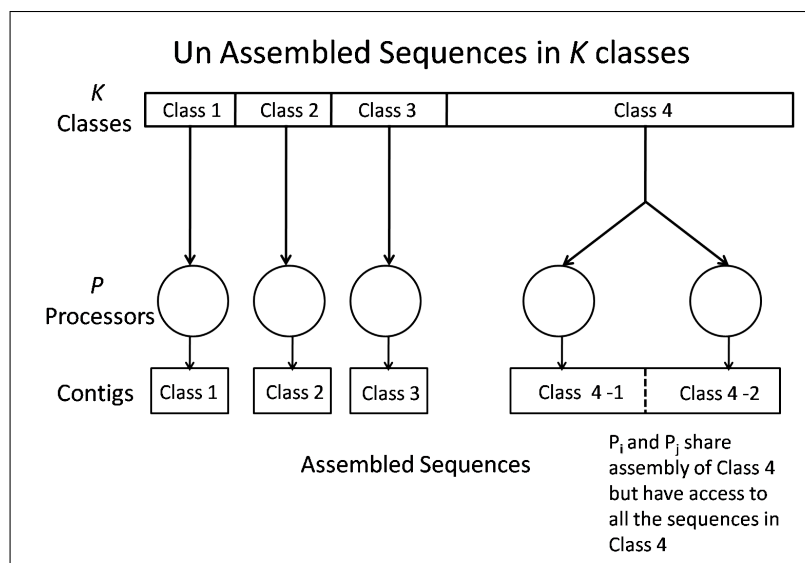 Un Assembled Sequences in K classes
K
Classes
Class 1 Class 2 Class 3 Class 4
P
Processors
Contigs
Class 1 Class 2 Class 3 Class 4 -1 Class 4 -2
Assembled Sequences
Pi and Pj share
assembly of Class 4
but have access to
all the sequences in
Class 4